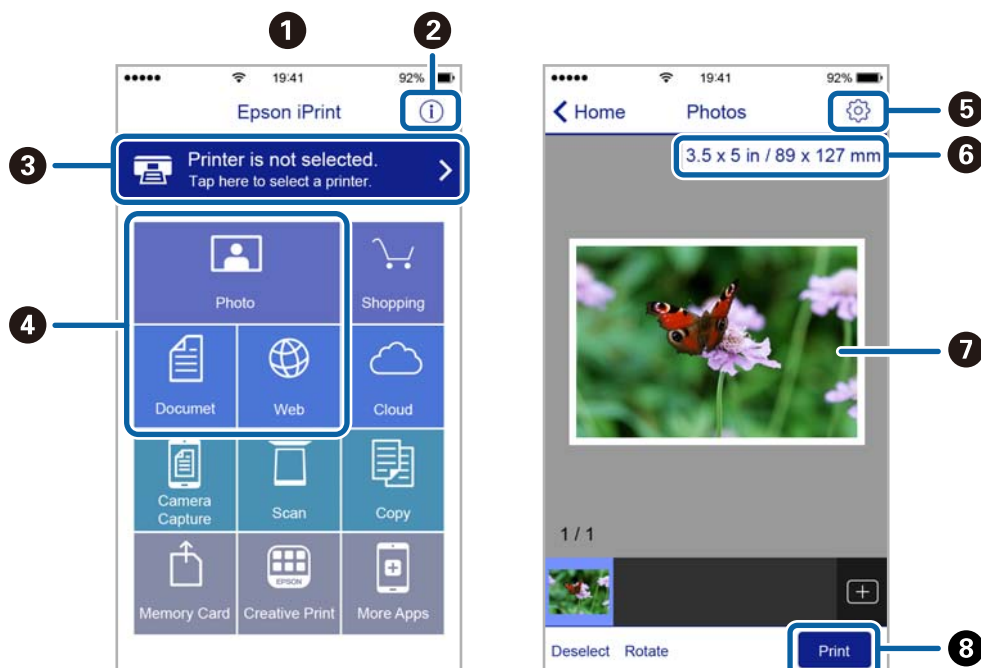 1
2
19:41
92%
Epson iPrint
i
3
Printer is not selected.
Tap here to select a printer.
4
Photo
Shopping
Documet
Web
Cloud
Camera
Capture
Scan
Copy
EPSON
Memory Card
Creative Print
More Apps
19:41
92%
Home
Photos
5
3.5 x 5 in / 89 x 127 mm
6
7
1 / 1
Deselect
Rotate
Print
8